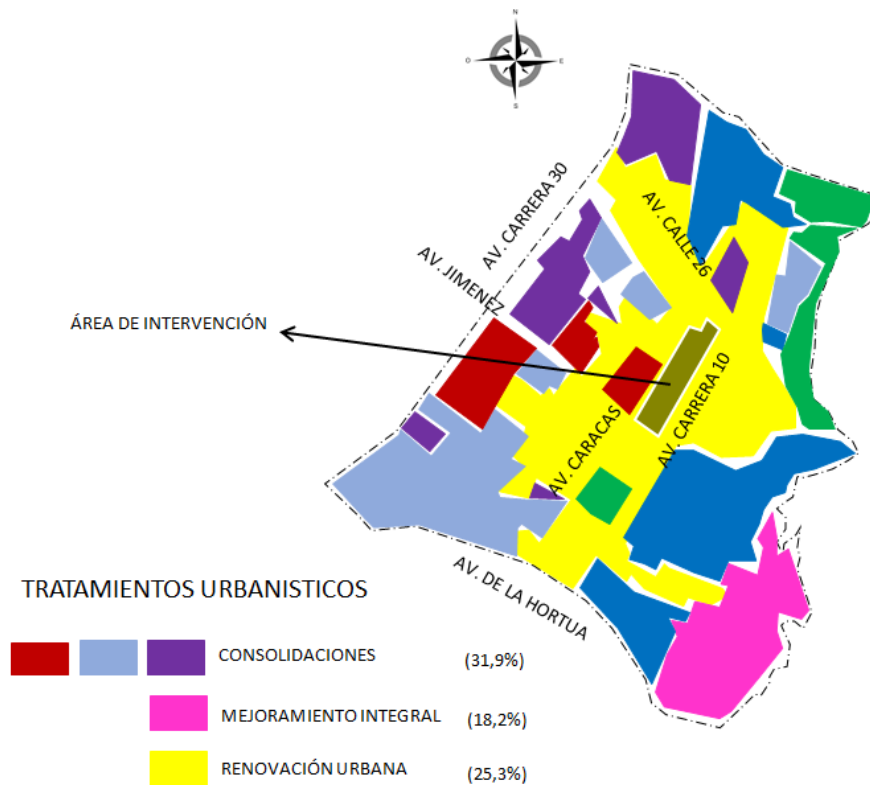 N
O
E
S
AV. CARRERA 30
AV. JIMENEZ
AV. CALLE 26
ÁREA DE INTERVENCIÓN
AV. CARRERA 10
AV. CARACAS
AV. DE LA HORTUA
TRATAMIENTOS URBANISTICOS
CONSOLIDACIONES (31,9%)
MEJORAMIENTO INTEGRAL (18,2%)
RENOVACIÓN URBANA (25,3%)